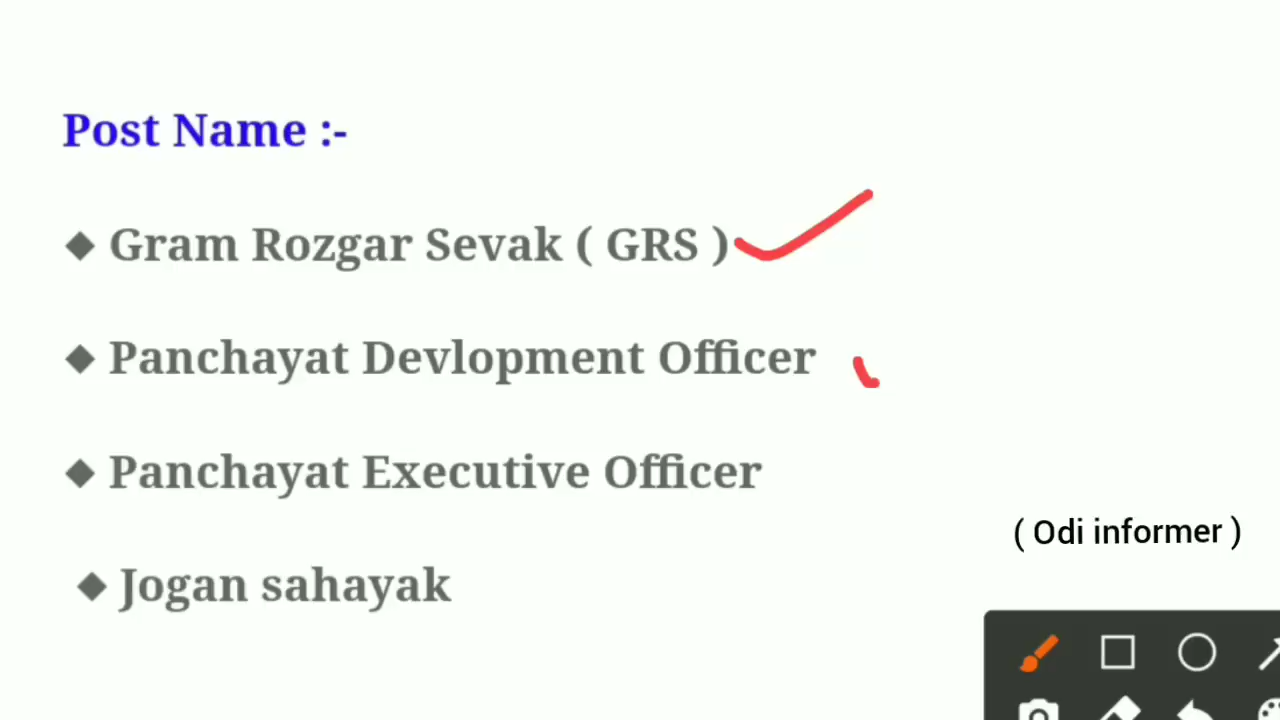 Post Name :-
◆ Gram Rozgar Sevak ( GRS )
◆ Panchayat Devlopment Officer
◆ Panchayat Executive Officer
( Odi informer )
◆ Jogan sahayak